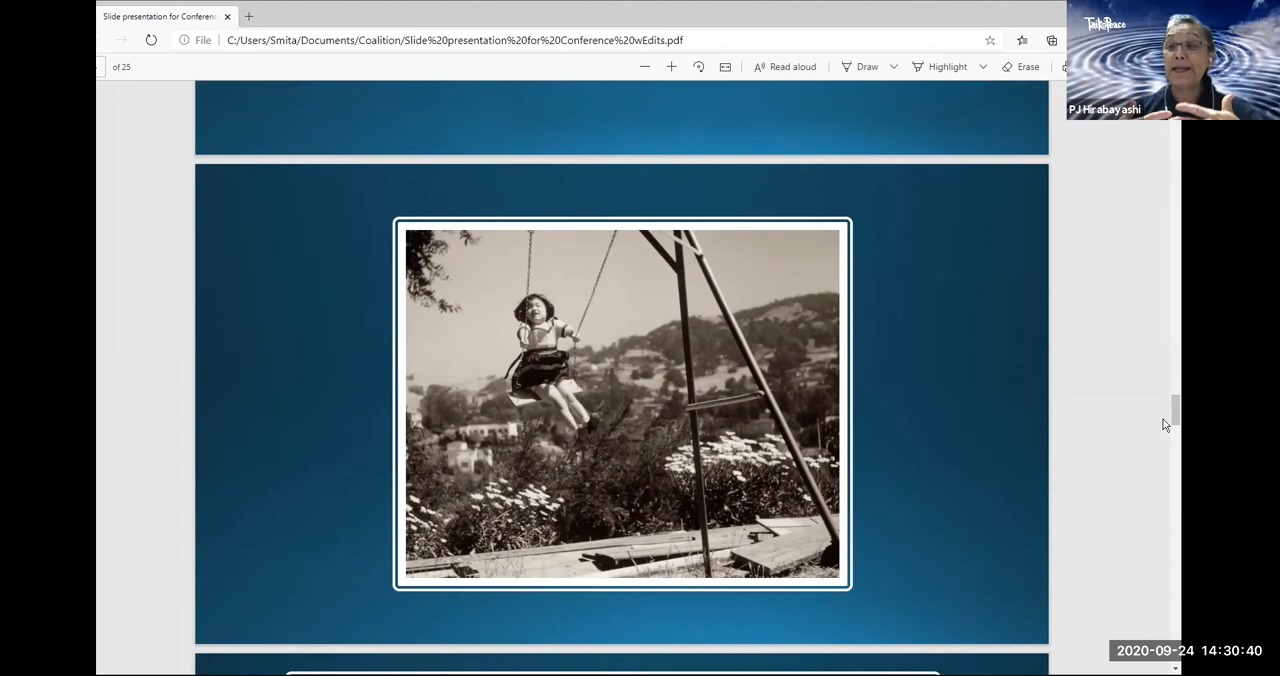 Slide presentation for Conferenc
File
C:/Users/Smita/Documents/Coalition/Slide%20presentation%20for%20Conference%20wEdits.pdf
of 25
Read aloud
Draw
Highlight
Erase
TaikoPeace
PJ Hirabayashi
2020-09-24 14:30:40